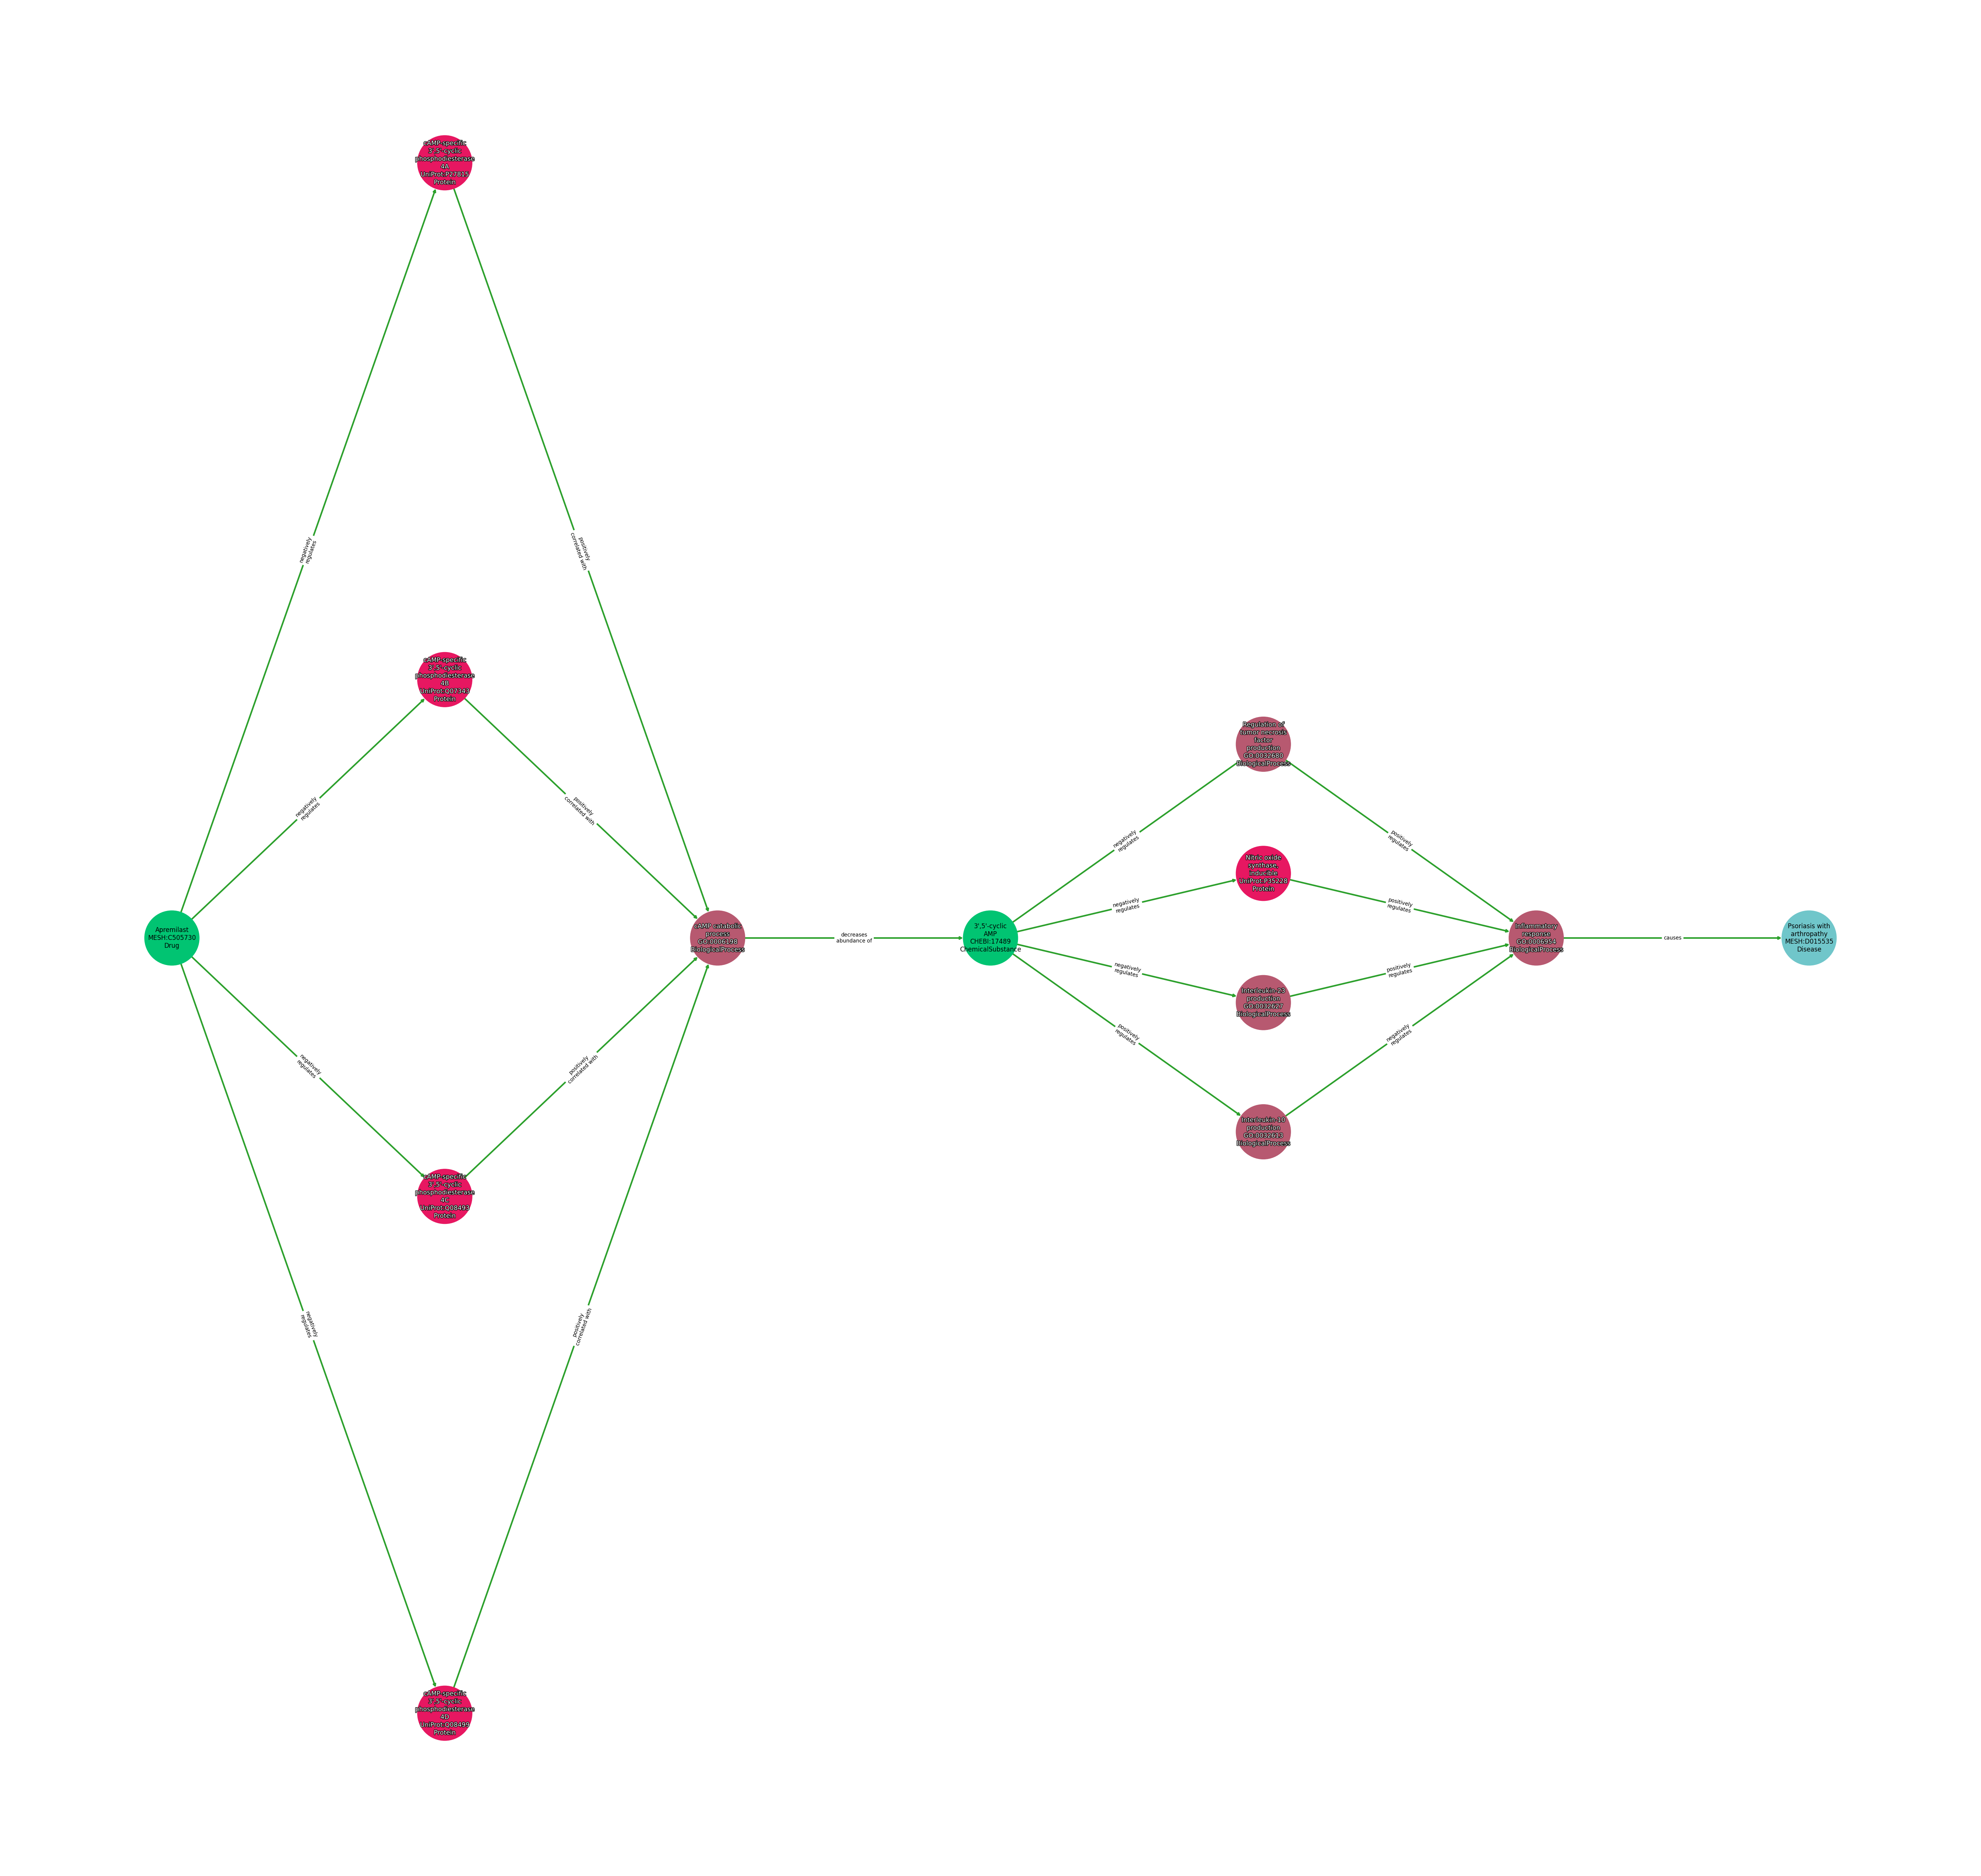 cAMP-specific
3',5'-cyclic
phosphodiesterase
4A
UniProt:P27815
Protein
negatively
regulates
positively
correlated with
cAMP-specific
3',5'-cyclic
phosphodiesterase
4B
UniProt:Q07343
Protein
negatively
regulates
positively
correlated with
Apremilast
MESH:C505730
Drug
cAMP catabolic
process
GO:0006198
BiologicalProcess
decreases
abundance of
3',5'-cyclic
AMP
CHEBI:17489
ChemicalSubstance
negatively
regulates
cAMP-specific
3',5'-cyclic
phosphodiesterase
4C
UniProt:Q08493
Protein
positively
correlated with
negatively
regulates
cAMP-specific
3',5'-cyclic
phosphodiesterase
4D
UniProt:Q08499
Protein
positively
correlated with
negatively
regulates
Regulation of
tumor necrosis
factor
production
GO:0032680
BiologicalProcess
positively
regulates
negatively
regulates
Nitric oxide
synthase,
inducible
UniProt:P35228
Protein
positively
regulates
negatively
regulates
Interleukin-23
production
GO:0032627
BiologicalProcess
positively
regulates
positively
regulates
Interleukin-10
production
GO:0032613
BiologicalProcess
negatively
regulates
Inflammatory
response
GO:0006954
BiologicalProcess
causes
Psoriasis with
arthropathy
MESH:D015535
Disease